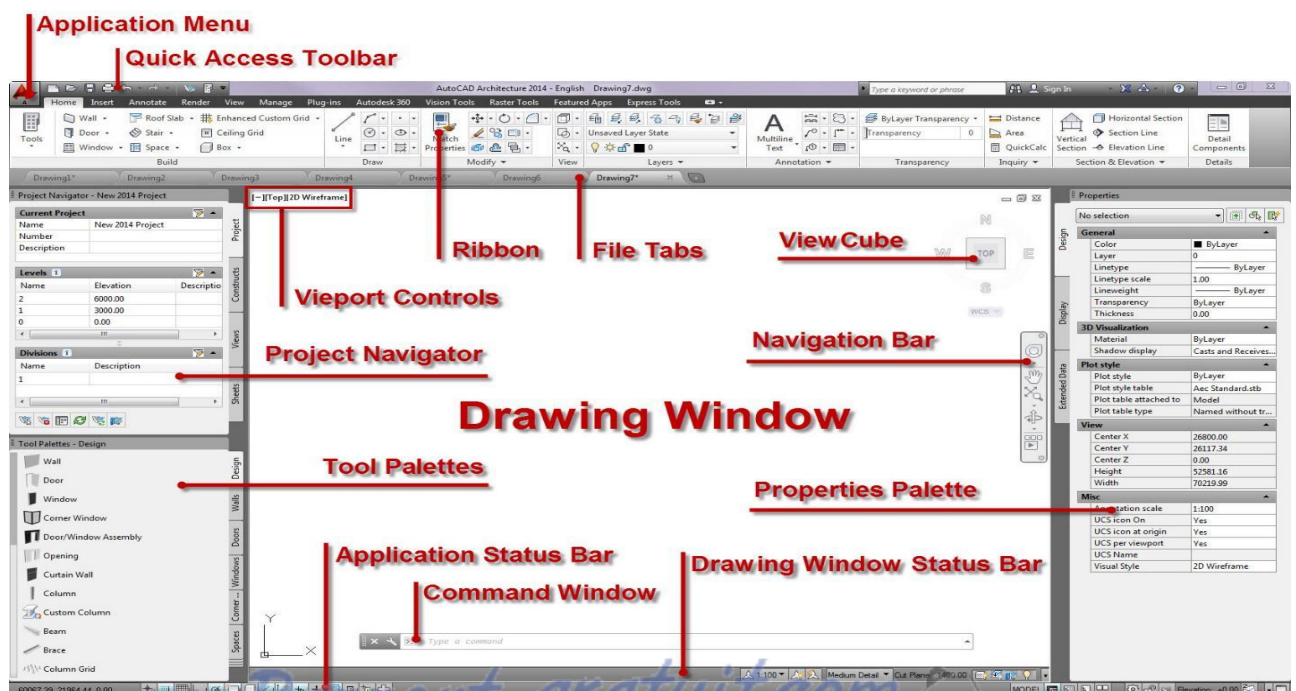 Application Menu
Quick Access Toolbar
AutoCAD Architecture 2014 - English Drawing7.dwg
Type a keyword or phrase
Sign In
Home Insert Annotate Render View Manage Plug-ins Autodesk 360 Vision Tools Raster Tools Featured Apps Express Tools
Tools
Wall
Door
Window
Roof Slab
Stair
Space
Enhanced Custom Grid
Ceiling Grid
Box
Line
Match Properties
Unsaved Layer State
0
Multiline Text
ByLayer Transparency
Transparency 0
Distance
Area
QuickCalc
Vertical Section
Horizontal Section
Section Line
Elevation Line
Detail Components
Build Draw Modify View Layers Annotation Transparency Inquiry Section & Elevation Details
Drawing1* Drawing2 Drawing3 Drawing4 Drawing5* Drawing6 Drawing7*
Project Navigator - New 2014 Project
Current Project
Name New 2014 Project
Number
Description
Levels
Name Elevation Descriptio
2 6000.00
1 3000.00
0 0.00
Divisions
Name Description
1
Project
Constructs
Views
Sheets
[−][Top][2D Wireframe]
Ribbon
File Tabs
ViewCube
Vieport Controls
Project Navigator
Navigation Bar
Drawing Window
N
W TOP E
S
WCS
Tool Palettes - Design
Wall
Door
Window
Corner Window
Door/Window Assembly
Opening
Curtain Wall
Column
Custom Column
Beam
Brace
Column Grid
Design
Walls
Doors
Windows
Corner ...
Spaces
Tool Palettes
Properties Palette
Application Status Bar
Drawing Window Status Bar
Command Window
Y
X
Type a command
Properties
No selection
General
Color ByLayer
Layer 0
Linetype ByLayer
Linetype scale 1.00
Lineweight ByLayer
Transparency ByLayer
Thickness 0.00
3D Visualization
Material ByLayer
Shadow display Casts and Receives...
Plot style
Plot style ByLayer
Plot style table Aec Standard.stb
Plot table attached to Model
Plot table type Named without tr...
View
Center X 26800.00
Center Y 26117.34
Center Z 0.00
Height 52581.16
Width 70219.99
Misc
Annotation scale 1:100
UCS icon On Yes
UCS icon at origin Yes
UCS per viewport Yes
UCS Name
Visual Style 2D Wireframe
Design
Display
Extended Data
1:100 Medium Detail Cut Plane 1400.00
MODEL Elevation: +0.00